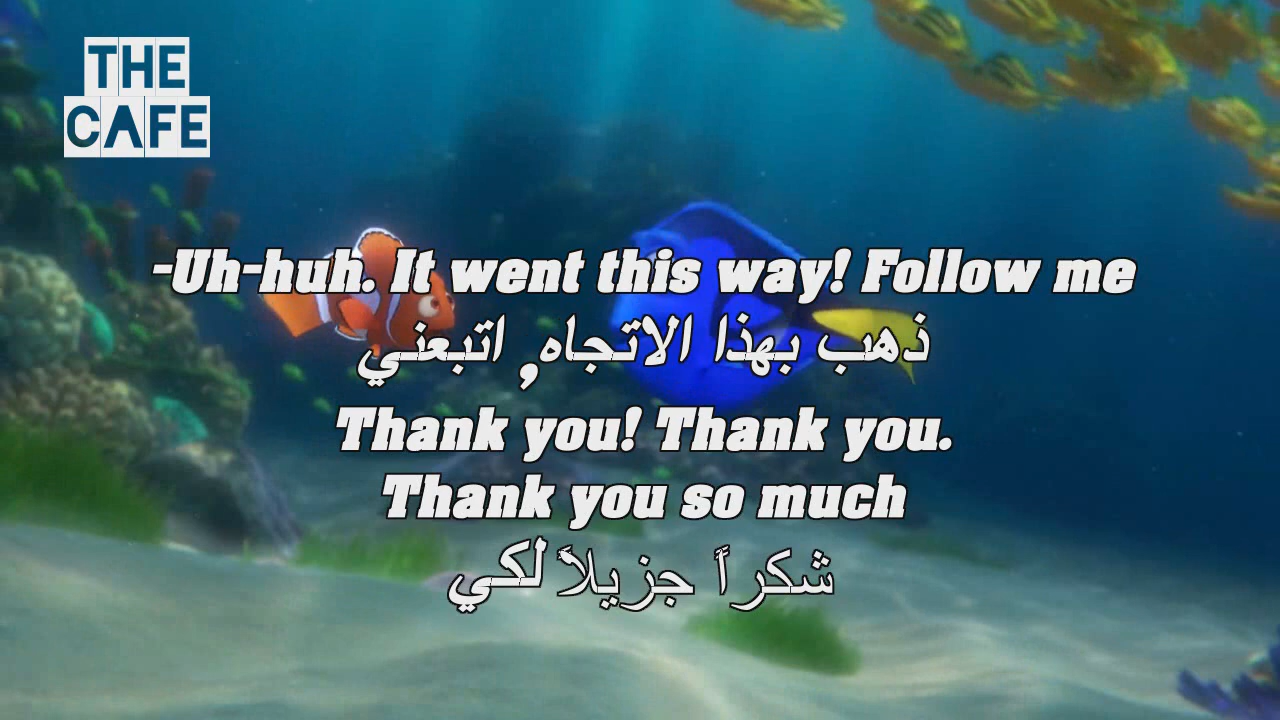 THE
CAFE
-Uh-huh. It went this way! Follow me
ذهب بهذا الاتجاه, اتبعني
Thank you! Thank you.
Thank you so much
شكراً جزيلاً لكي